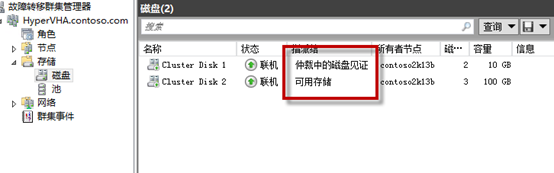 故障转移群集管理器
HyperVHA.contoso.com
角色
节点
存储
磁盘
池
网络
群集事件
磁盘(2)
搜索
查询
名称 状态 指派给 所有者节点 磁… 容量 信息
Cluster Disk 1 联机 仲裁中的磁盘见证 contoso2k13b 2 10 GB
Cluster Disk 2 联机 可用存储 contoso2k13b 3 100 GB